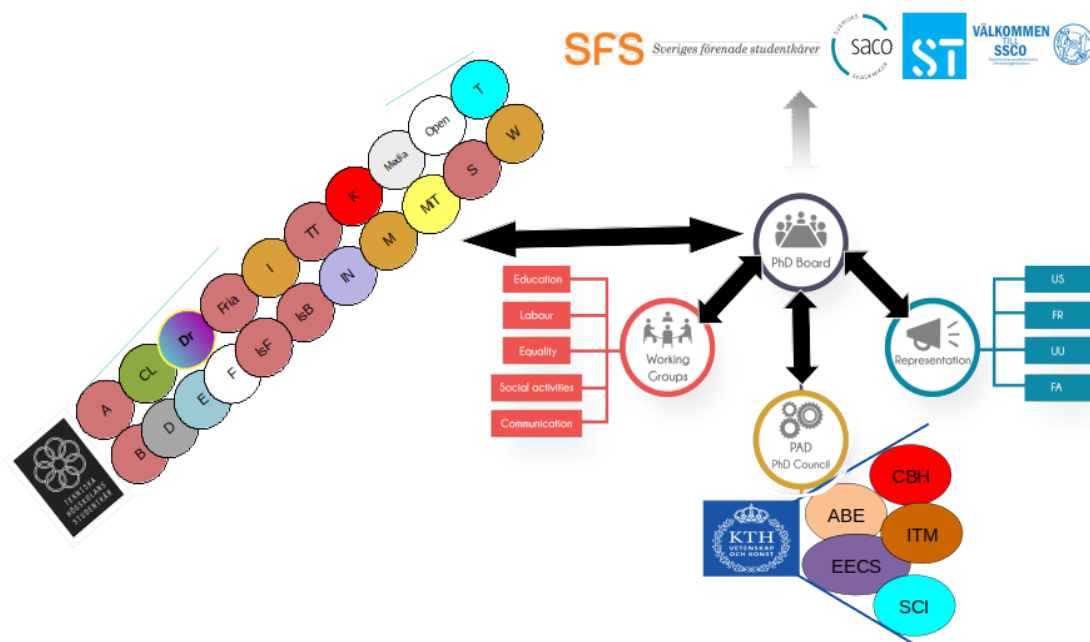 SFS
Sveriges förenade studentkårer
SVERIGES
saco
AKADEMIKER
ST
VÄLKOMMEN
TILL
SSCO
T
Open
W
Media
S
K
MiT
TT
M
I
IN
Fria
IsB
Dr
IsF
CL
F
A
E
D
B
TEKNISKA
HÖGSKOLANS
STUDENTKÅR
PhD Board
Education
Labour
Equality
Social activities
Communication
Working
Groups
Representation
US
FR
UU
FA
PAD
PhD Council
KTH
VETENSKAP
OCH KONST
CBH
ABE
ITM
EECS
SCI